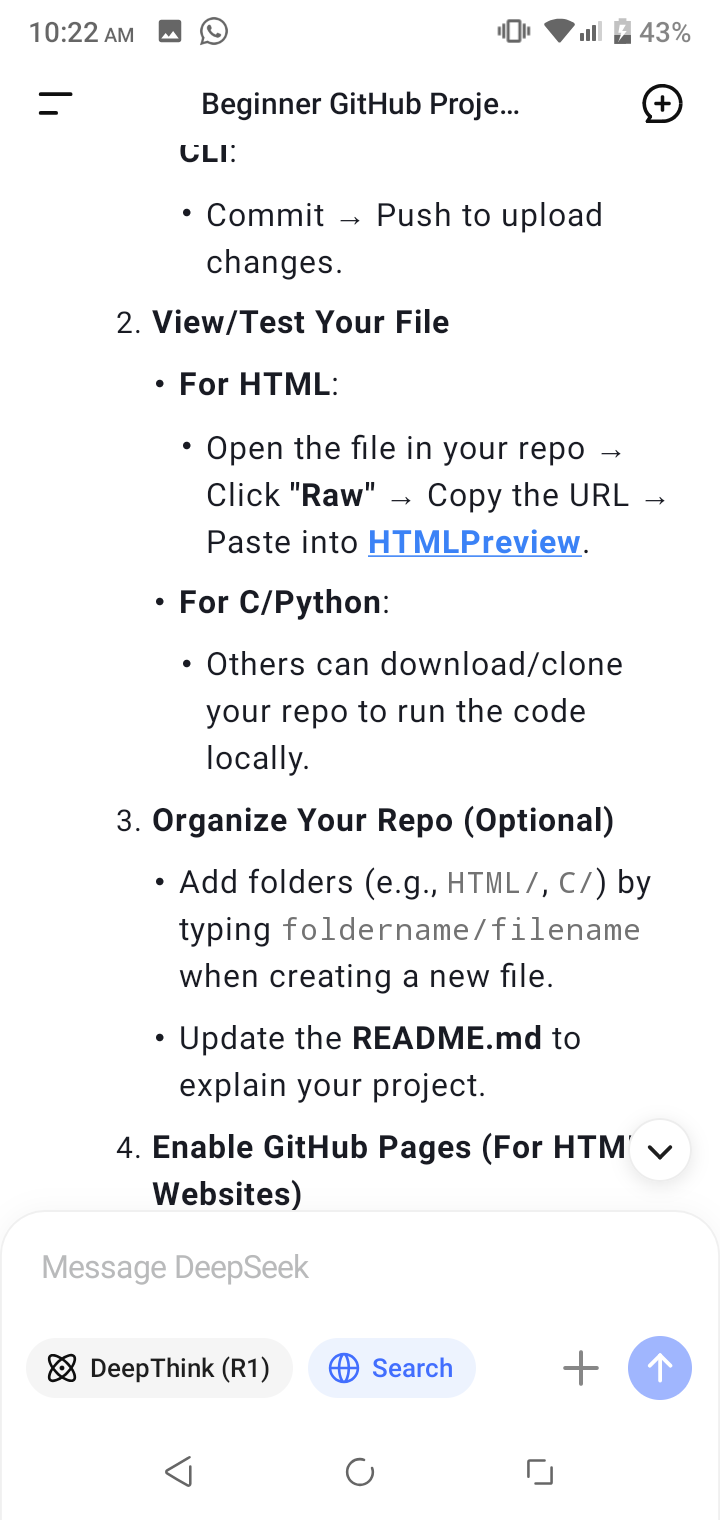 10:22 AM 43%
Beginner GitHub Proje...
CLI:
• Commit → Push to upload
changes.
2. View/Test Your File
• For HTML:
• Open the file in your repo →
Click "Raw" → Copy the URL →
Paste into HTMLPreview.
• For C/Python:
• Others can download/clone
your repo to run the code
locally.
3. Organize Your Repo (Optional)
• Add folders (e.g., HTML/, C/) by
typing foldername/filename
when creating a new file.
• Update the README.md to
explain your project.
4. Enable GitHub Pages (For HTM
Websites)
Message DeepSeek
DeepThink (R1) Search